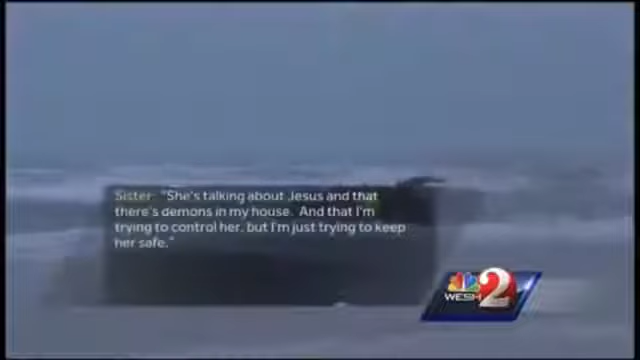 Sister: "She's talking about Jesus and that
there's demons in my house. And that I'm
trying to control her, but I'm just trying to keep
her safe."
WESH 2